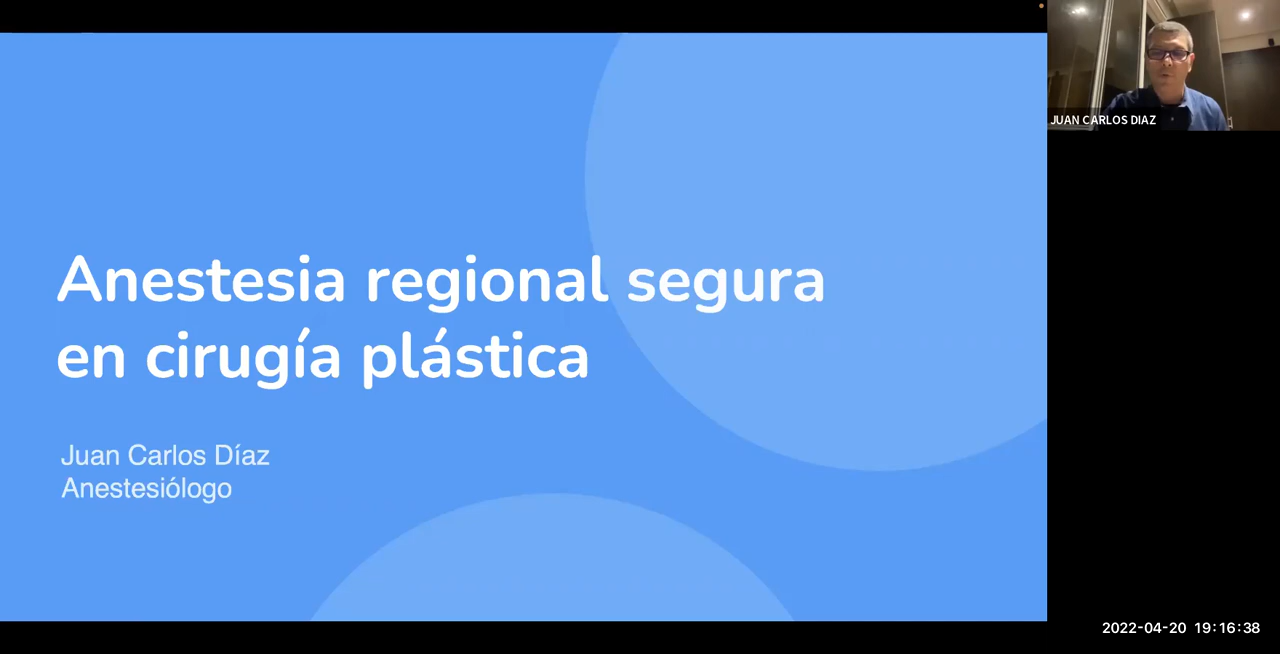 Anestesia regional segura
en cirugía plástica
Juan Carlos Díaz
Anestesiólogo
JUAN CARLOS DIAZ
2022-04-20 19:16:38